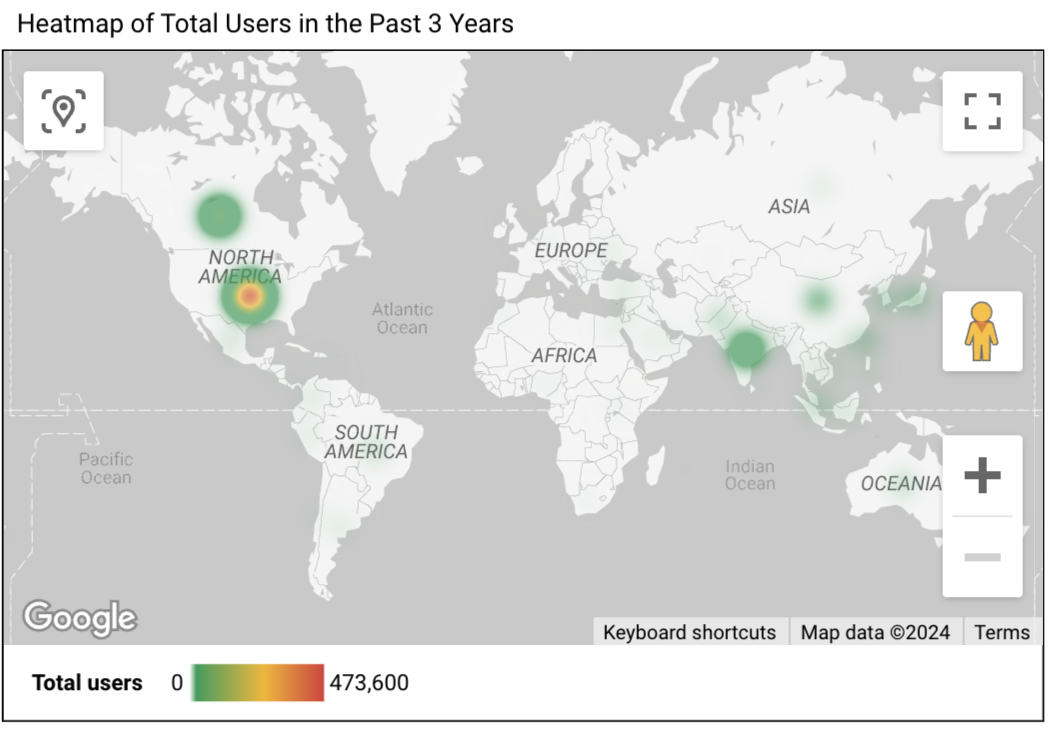 Heatmap of Total Users in the Past 3 Years
ASIA
EUROPE
NORTH
AMERICA
Atlantic
Ocean
AFRICA
SOUTH
AMERICA
Pacific
Ocean
Indian
Ocean
OCEANIA
Google
Keyboard shortcuts Map data ©2024 Terms
Total users 0 473,600